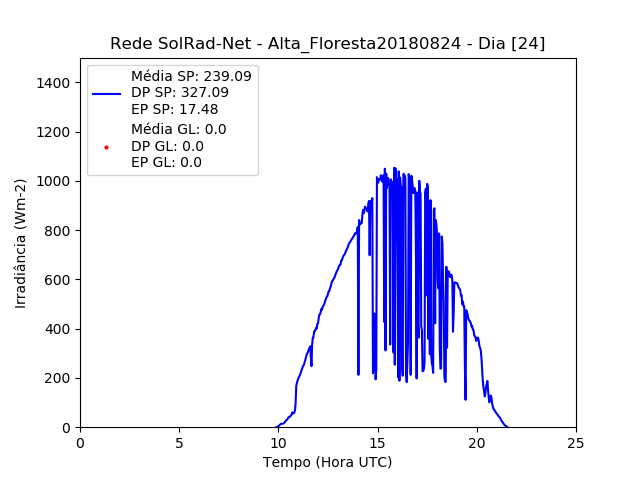 Rede SolRad-Net - Alta_Floresta20180824 - Dia [24]
Média SP: 239.09
DP SP: 327.09
EP SP: 17.48
Média GL: 0.0
DP GL: 0.0
EP GL: 0.0
Irradiância (Wm-2)
1400
1200
1000
800
600
400
200
0
0 5 10 15 20 25
Tempo (Hora UTC)